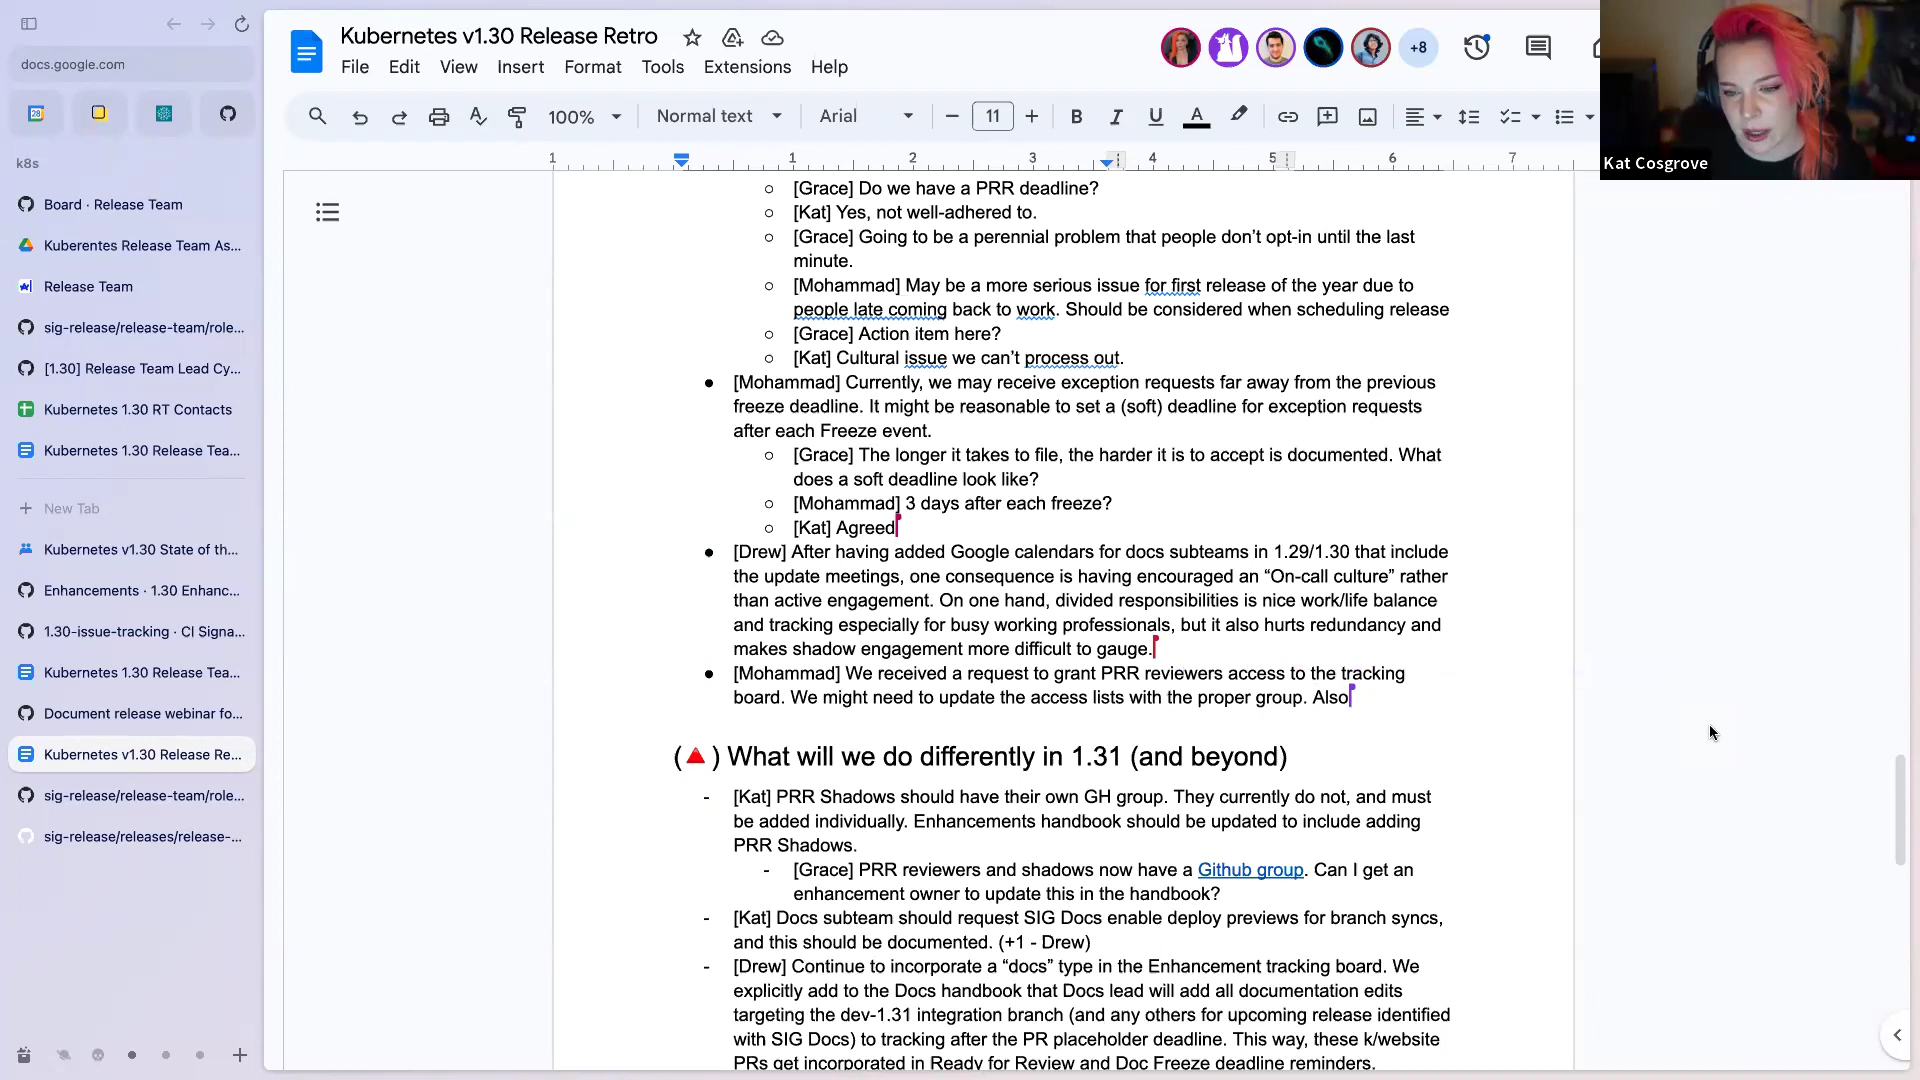 docs.google.com
28
k8s
Board · Release Team
Kuberentes Release Team As...
Release Team
sig-release/release-team/role...
[1.30] Release Team Lead Cy...
Kubernetes 1.30 RT Contacts
Kubernetes 1.30 Release Tea...
New Tab
Kubernetes v1.30 State of th...
Enhancements · 1.30 Enhanc...
1.30-issue-tracking · CI Signa...
1.30 Kubernetes Release Tea...
Document release webinar fo...
Kubernetes v1.30 Release Re...
sig-release/release-team/role...
sig-release/releases/release-...
Kubernetes v1.30 Release Retro
File Edit View Insert Format Tools Extensions Help
+8
100% Normal text Arial 11 B I U A
1 1 2 3 4 5 6 7
Kat Cosgrove
[Grace] Do we have a PRR deadline?
[Kat] Yes, not well-adhered to.
[Grace] Going to be a perennial problem that people don’t opt-in until the last
minute.
[Mohammad] May be a more serious issue for first release of the year due to
people late coming back to work. Should be considered when scheduling release
[Grace] Action item here?
[Kat] Cultural issue we can’t process out.
[Mohammad] Currently, we may receive exception requests far away from the previous
freeze deadline. It might be reasonable to set a (soft) deadline for exception requests
after each Freeze event.
[Grace] The longer it takes to file, the harder it is to accept is documented. What
does a soft deadline look like?
[Mohammad] 3 days after each freeze?
[Kat] Agreed
[Drew] After having added Google calendars for docs subteams in 1.29/1.30 that include
the update meetings, one consequence is having encouraged an “On-call culture” rather
than active engagement. On one hand, divided responsibilities is nice work/life balance
and tracking especially for busy working professionals, but it also hurts redundancy and
makes shadow engagement more difficult to gauge.
[Mohammad] We received a request to grant PRR reviewers access to the tracking
board. We might need to update the access lists with the proper group. Also
(🔺) What will we do differently in 1.31 (and beyond)
- [Kat] PRR Shadows should have their own GH group. They currently do not, and must
be added individually. Enhancements handbook should be updated to include adding
PRR Shadows.
- [Grace] PRR reviewers and shadows now have a Github group. Can I get an
enhancement owner to update this in the handbook?
- [Kat] Docs subteam should request SIG Docs enable deploy previews for branch syncs,
and this should be documented. (+1 - Drew)
- [Drew] Continue to incorporate a “docs” type in the Enhancement tracking board. We
explicitly add to the Docs handbook that Docs lead will add all documentation edits
targeting the dev-1.31 integration branch (and any others for upcoming release identified
with SIG Docs) to tracking after the PR placeholder deadline. This way, these k/website
PRs get incorporated in Ready for Review and Doc Freeze deadline reminders.